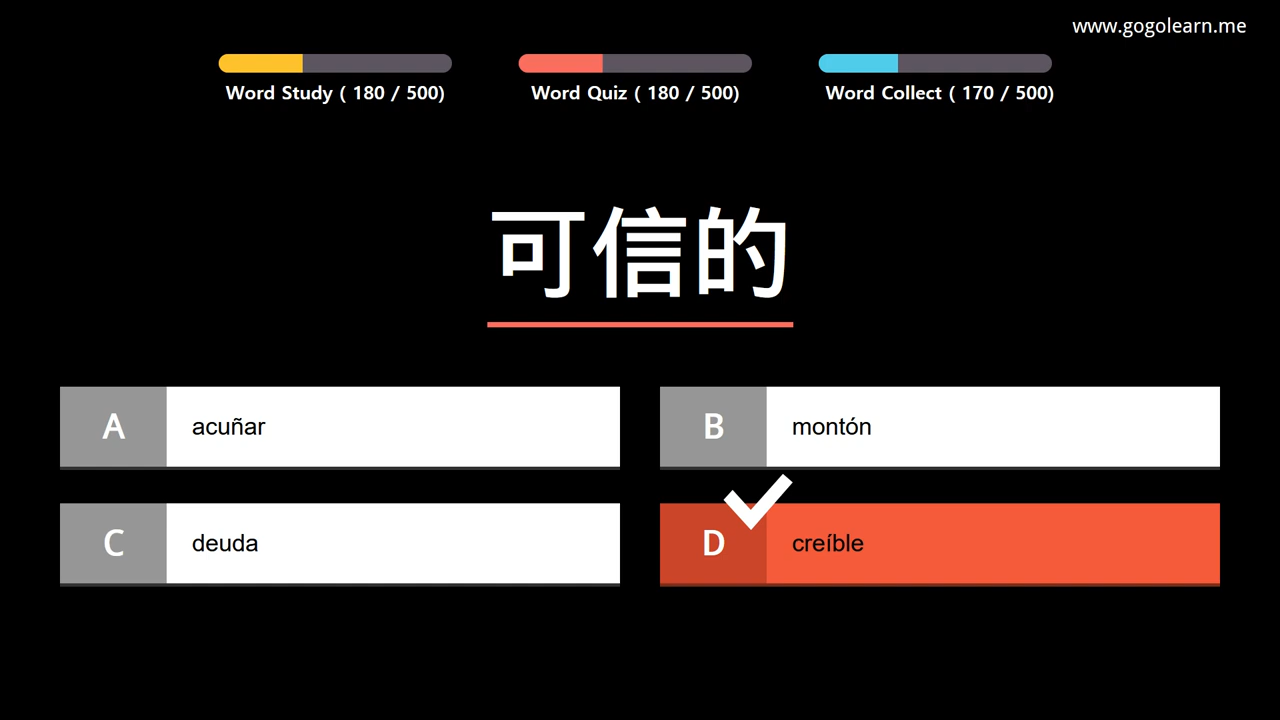 www.gogolearn.me
Word Study ( 180 / 500)
Word Quiz ( 180 / 500)
Word Collect ( 170 / 500)
可信的
A acuñar
B montón
C deuda
D creíble